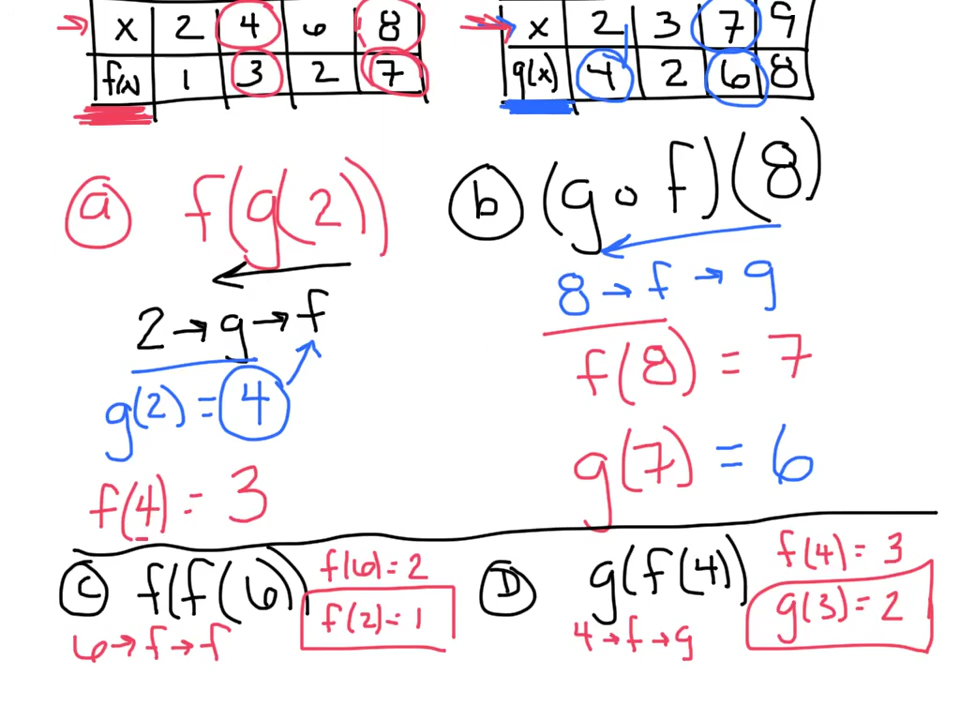 x 2 4 6 8
f(x) 1 3 2 7
x 2 3 7 9
g(x) 4 2 6 8
a f(g(2))
2→g→f
g(2) = 4
f(4) = 3
b (g∘f)(8)
8→f→g
f(8) = 7
g(7) = 6
C f(f(6))
6→f→f
f(6)=2
f(2)=1
D g(f(4))
4→f→g
f(4)=3
g(3)=2